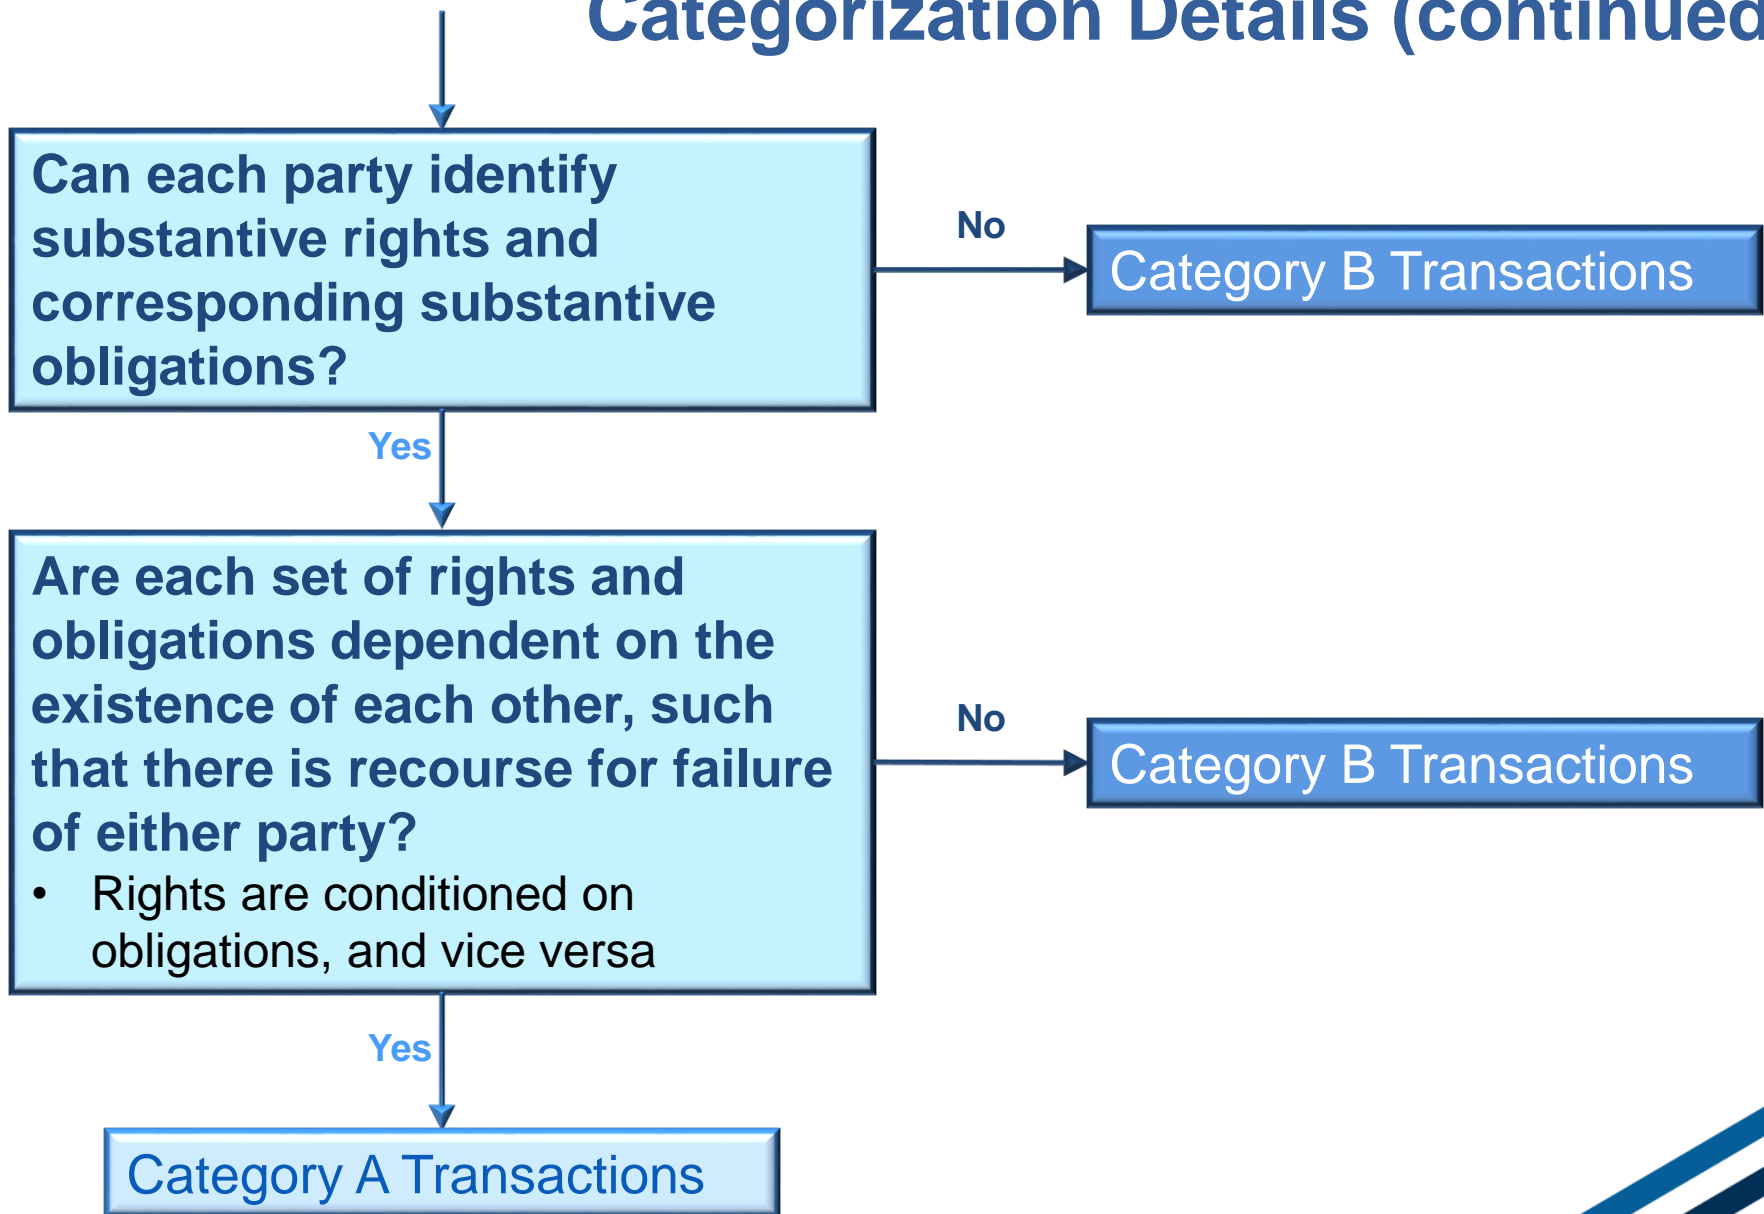 Categorization Details (continued
Can each party identify
substantive rights and
corresponding substantive
obligations?
No
Category B Transactions
Yes
Are each set of rights and
obligations dependent on the
existence of each other, such
that there is recourse for failure
of either party?
• Rights are conditioned on
obligations, and vice versa
No
Category B Transactions
Yes
Category A Transactions